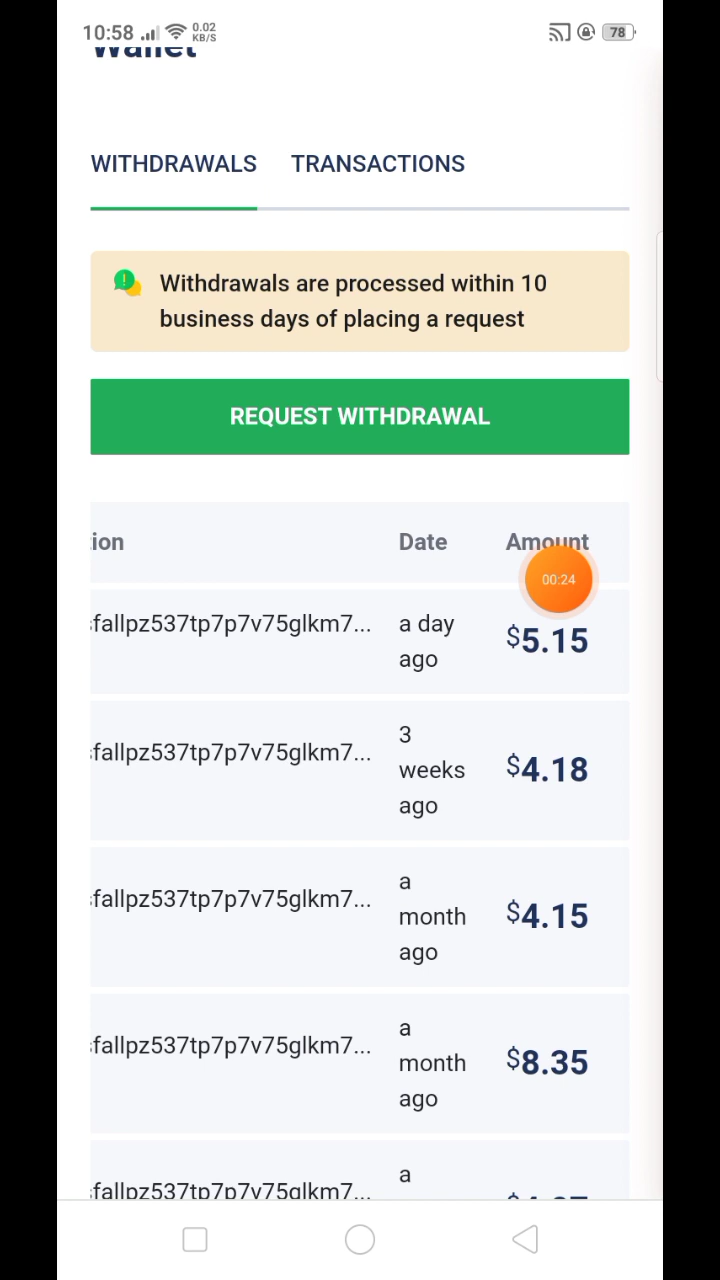 10:58 0.02 KB/S 78
Wallet
WITHDRAWALS TRANSACTIONS
Withdrawals are processed within 10
business days of placing a request
REQUEST WITHDRAWAL
ion Date Amount
00:24
fallpz537tp7p7v75glkm7... a day
ago
$5.15
fallpz537tp7p7v75glkm7... 3
weeks
ago
$4.18
fallpz537tp7p7v75glkm7... a
month
ago
$4.15
fallpz537tp7p7v75glkm7... a
month
ago
$8.35
fallpz537tp7p7v75glkm7... a